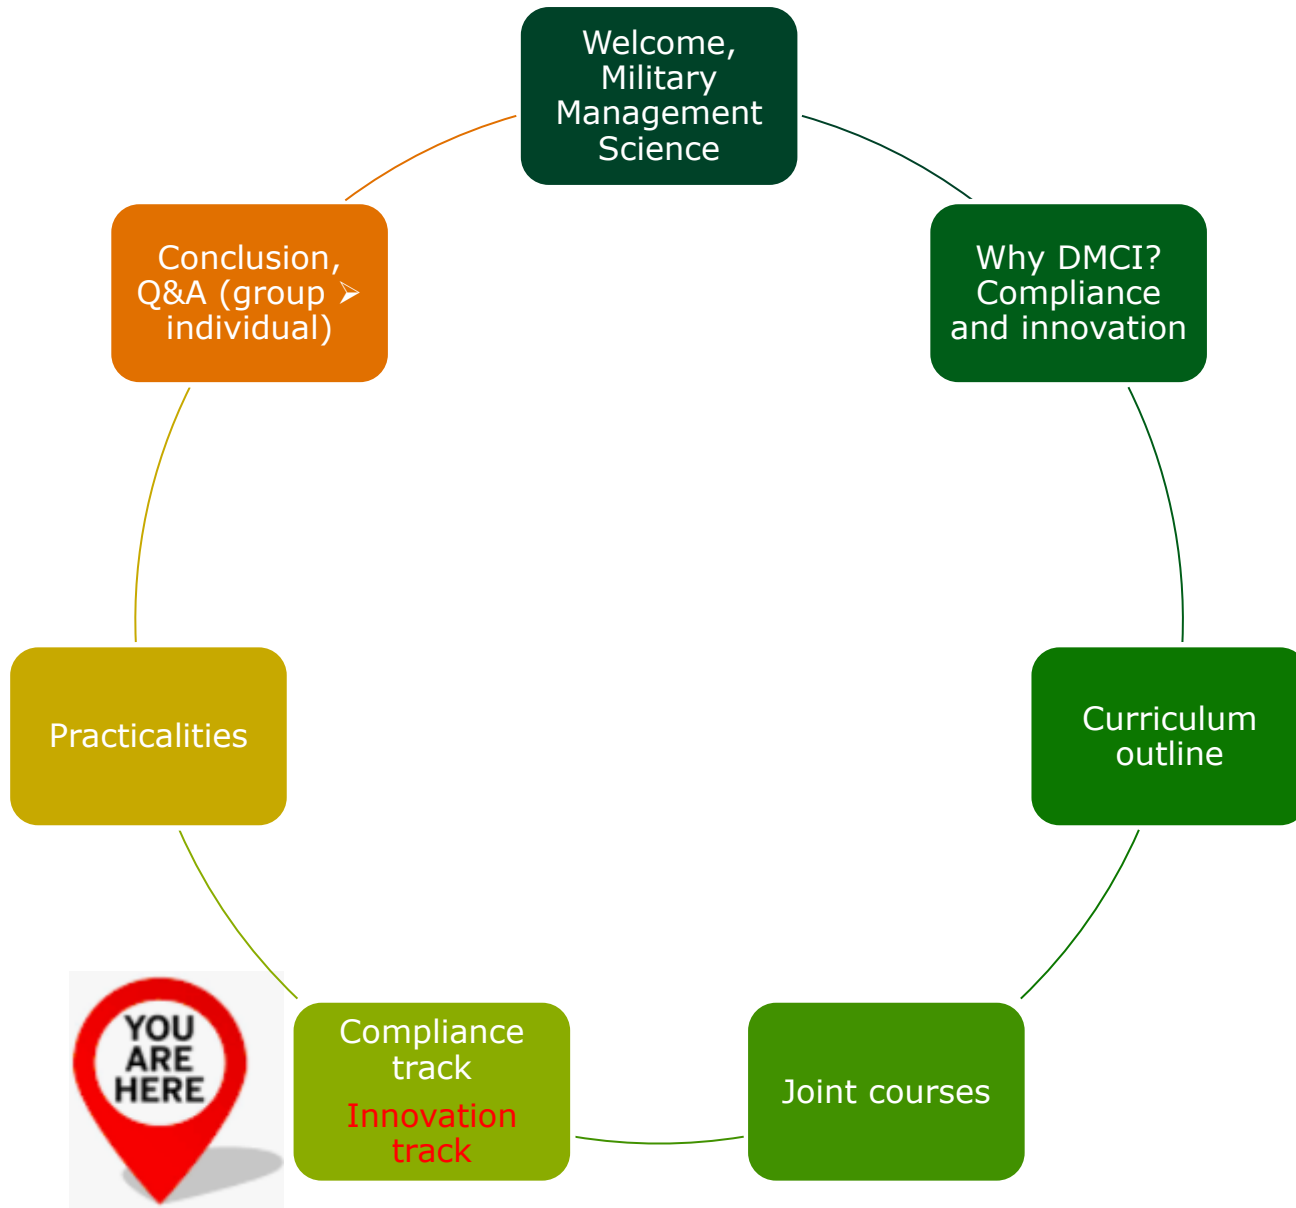 Welcome,
Military
Management
Science
Why DMCI?
Compliance
and innovation
Curriculum
outline
Joint courses
Compliance
track
Innovation
track
YOU
ARE
HERE
Practicalities
Conclusion,
Q&A (group ➢
individual)